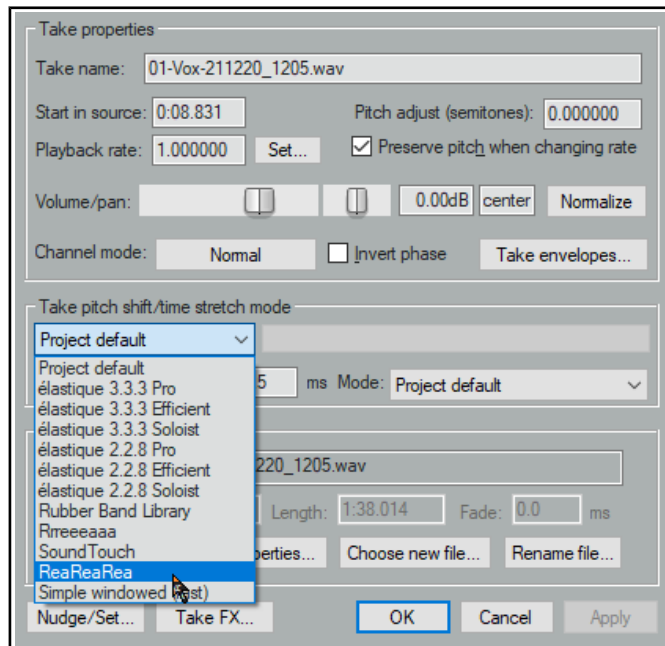 Take properties
Take name: 01-Vox-211220_1205.wav
Start in source: 0:08.831 Pitch adjust (semitones): 0.000000
Playback rate: 1.000000 Set... Preserve pitch when changing rate
Volume/pan: 0.00dB center Normalize
Channel mode: Normal Invert phase Take envelopes...
Take pitch shift/time stretch mode
Project default
Project default
élastique 3.3.3 Pro
5 ms Mode: Project default
élastique 3.3.3 Efficient
élastique 3.3.3 Soloist
élastique 2.2.8 Pro
élastique 2.2.8 Efficient
220_1205.wav
élastique 2.2.8 Soloist
Rubber Band Library
Length: 1:38.014 Fade: 0.0 ms
Rrreeeaaa
SoundTouch
perties... Choose new file... Rename file...
ReaReaRea
Simple windowed (fast)
Nudge/Set... Take FX... OK Cancel Apply